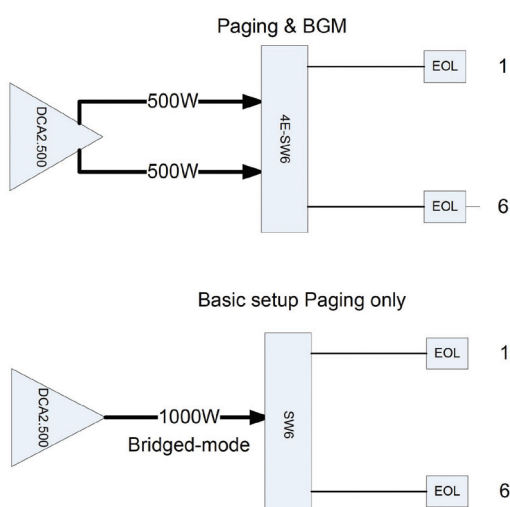 Paging & BGM
EOL 1
500W
DCA2.500
4E-SW6
500W
EOL 6
Basic setup Paging only
EOL 1
DCA2.500
1000W
SW6
Bridged-mode
EOL 6